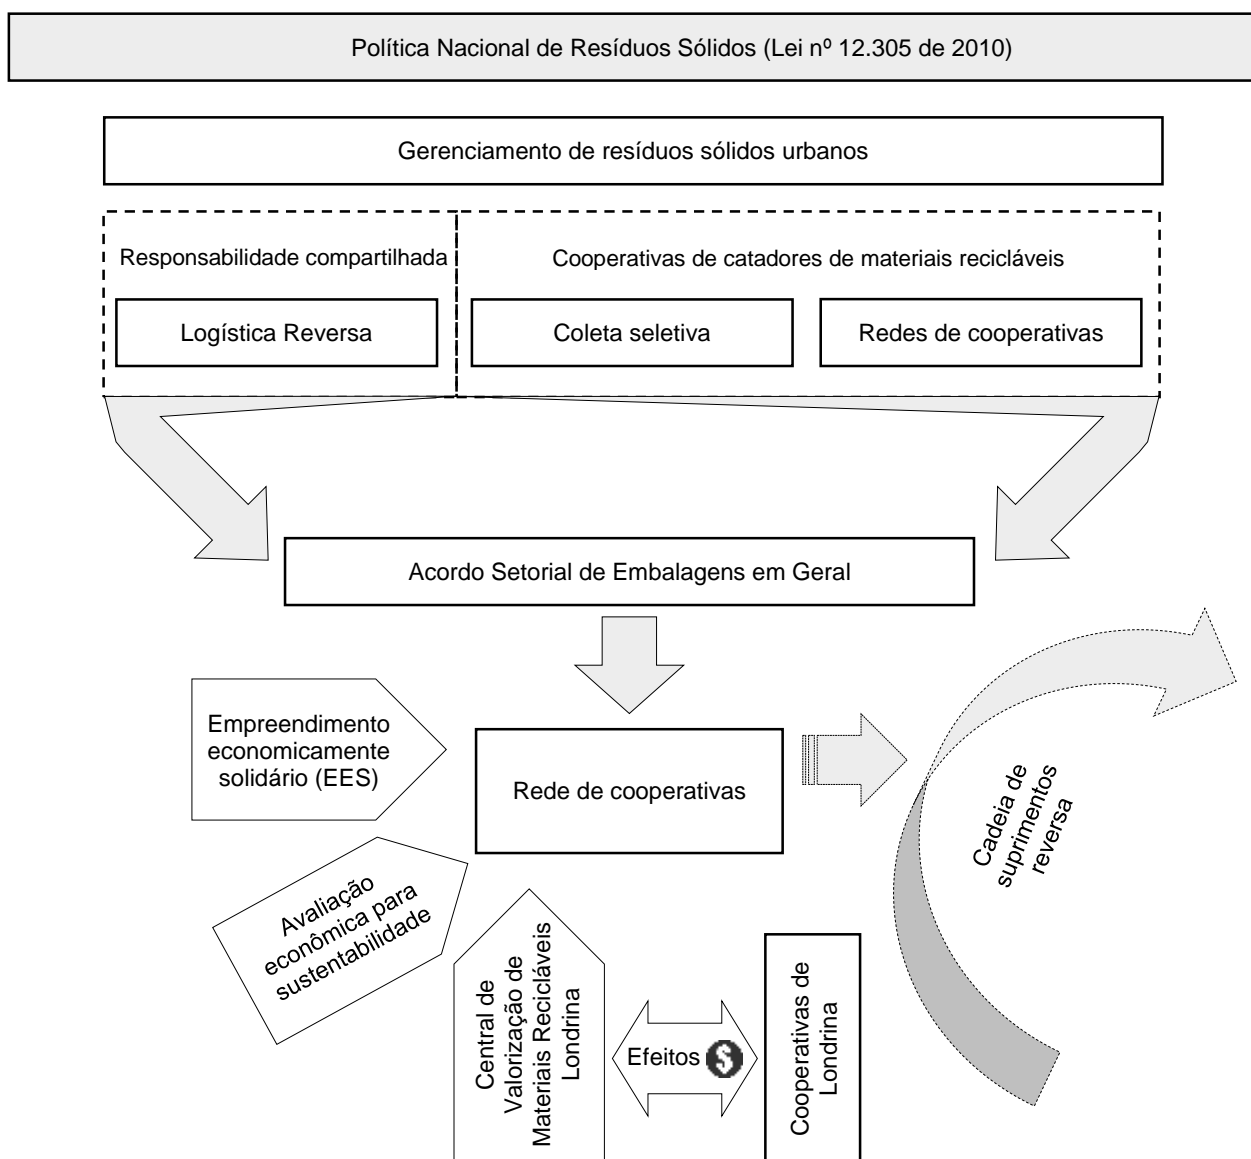 Política Nacional de Resíduos Sólidos (Lei nº 12.305 de 2010)
Gerenciamento de resíduos sólidos urbanos
Responsabilidade compartilhada
Cooperativas de catadores de materiais recicláveis
Logística Reversa
Coleta seletiva
Redes de cooperativas
Acordo Setorial de Embalagens em Geral
Empreendimento
economicamente
solidário (EES)
Rede de cooperativas
Cadeia de
suprimentos
reversa
Avaliação
econômica para
sustentabilidade
Central de
Valorização de
Materiais Recicláveis
Londrina
Efeitos $
Cooperativas de
Londrina